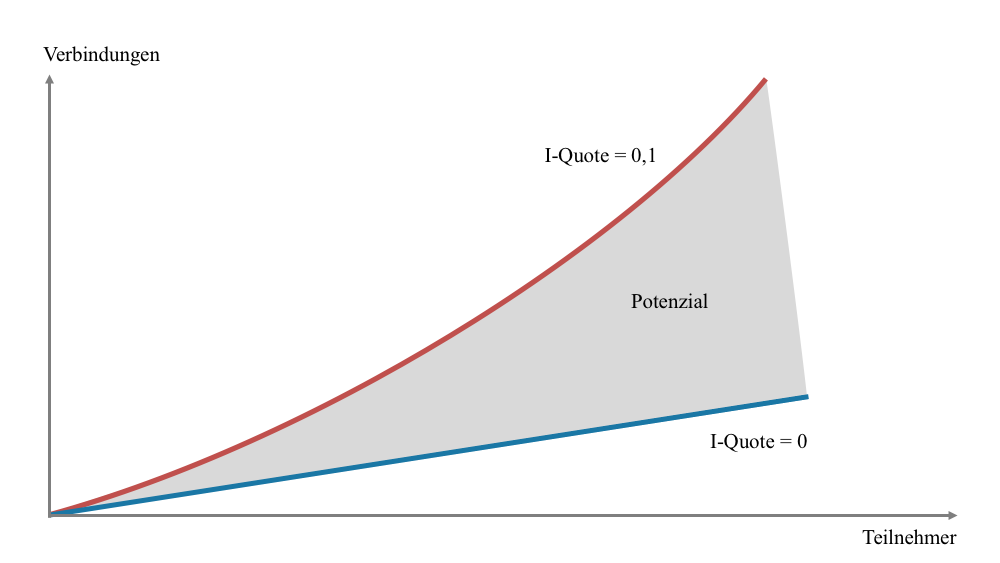 Verbindungen
I-Quote = 0,1
Potenzial
I-Quote = 0
Teilnehmer